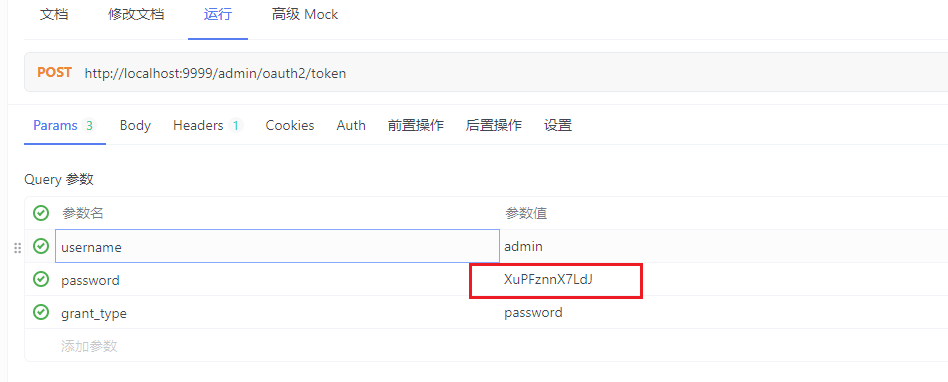 文档 修改文档 运行 高级 Mock
POST http://localhost:9999/admin/oauth2/token
Params 3 Body Headers 1 Cookies Auth 前置操作 后置操作 设置
Query 参数
参数名 参数值
username admin
password XuPFznnX7LdJ
grant_type password
添加参数